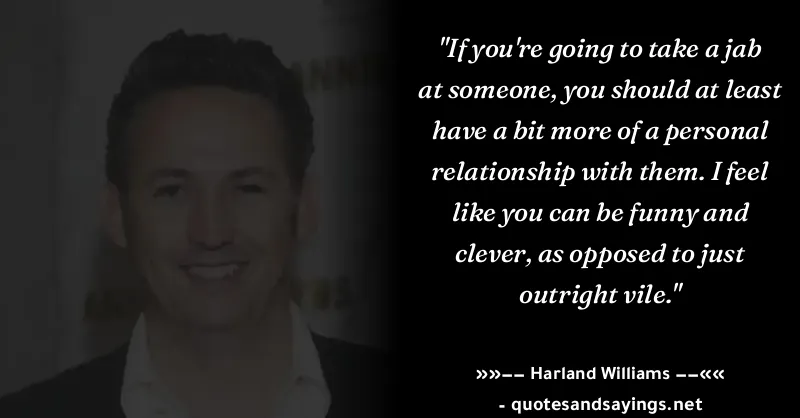 "If you're going to take a jab
at someone, you should at least
have a bit more of a personal
relationship with them. I feel
like you can be funny and
clever, as opposed to just
outright vile."
»»−− Harland Williams −−««
- quotesandsayings.net